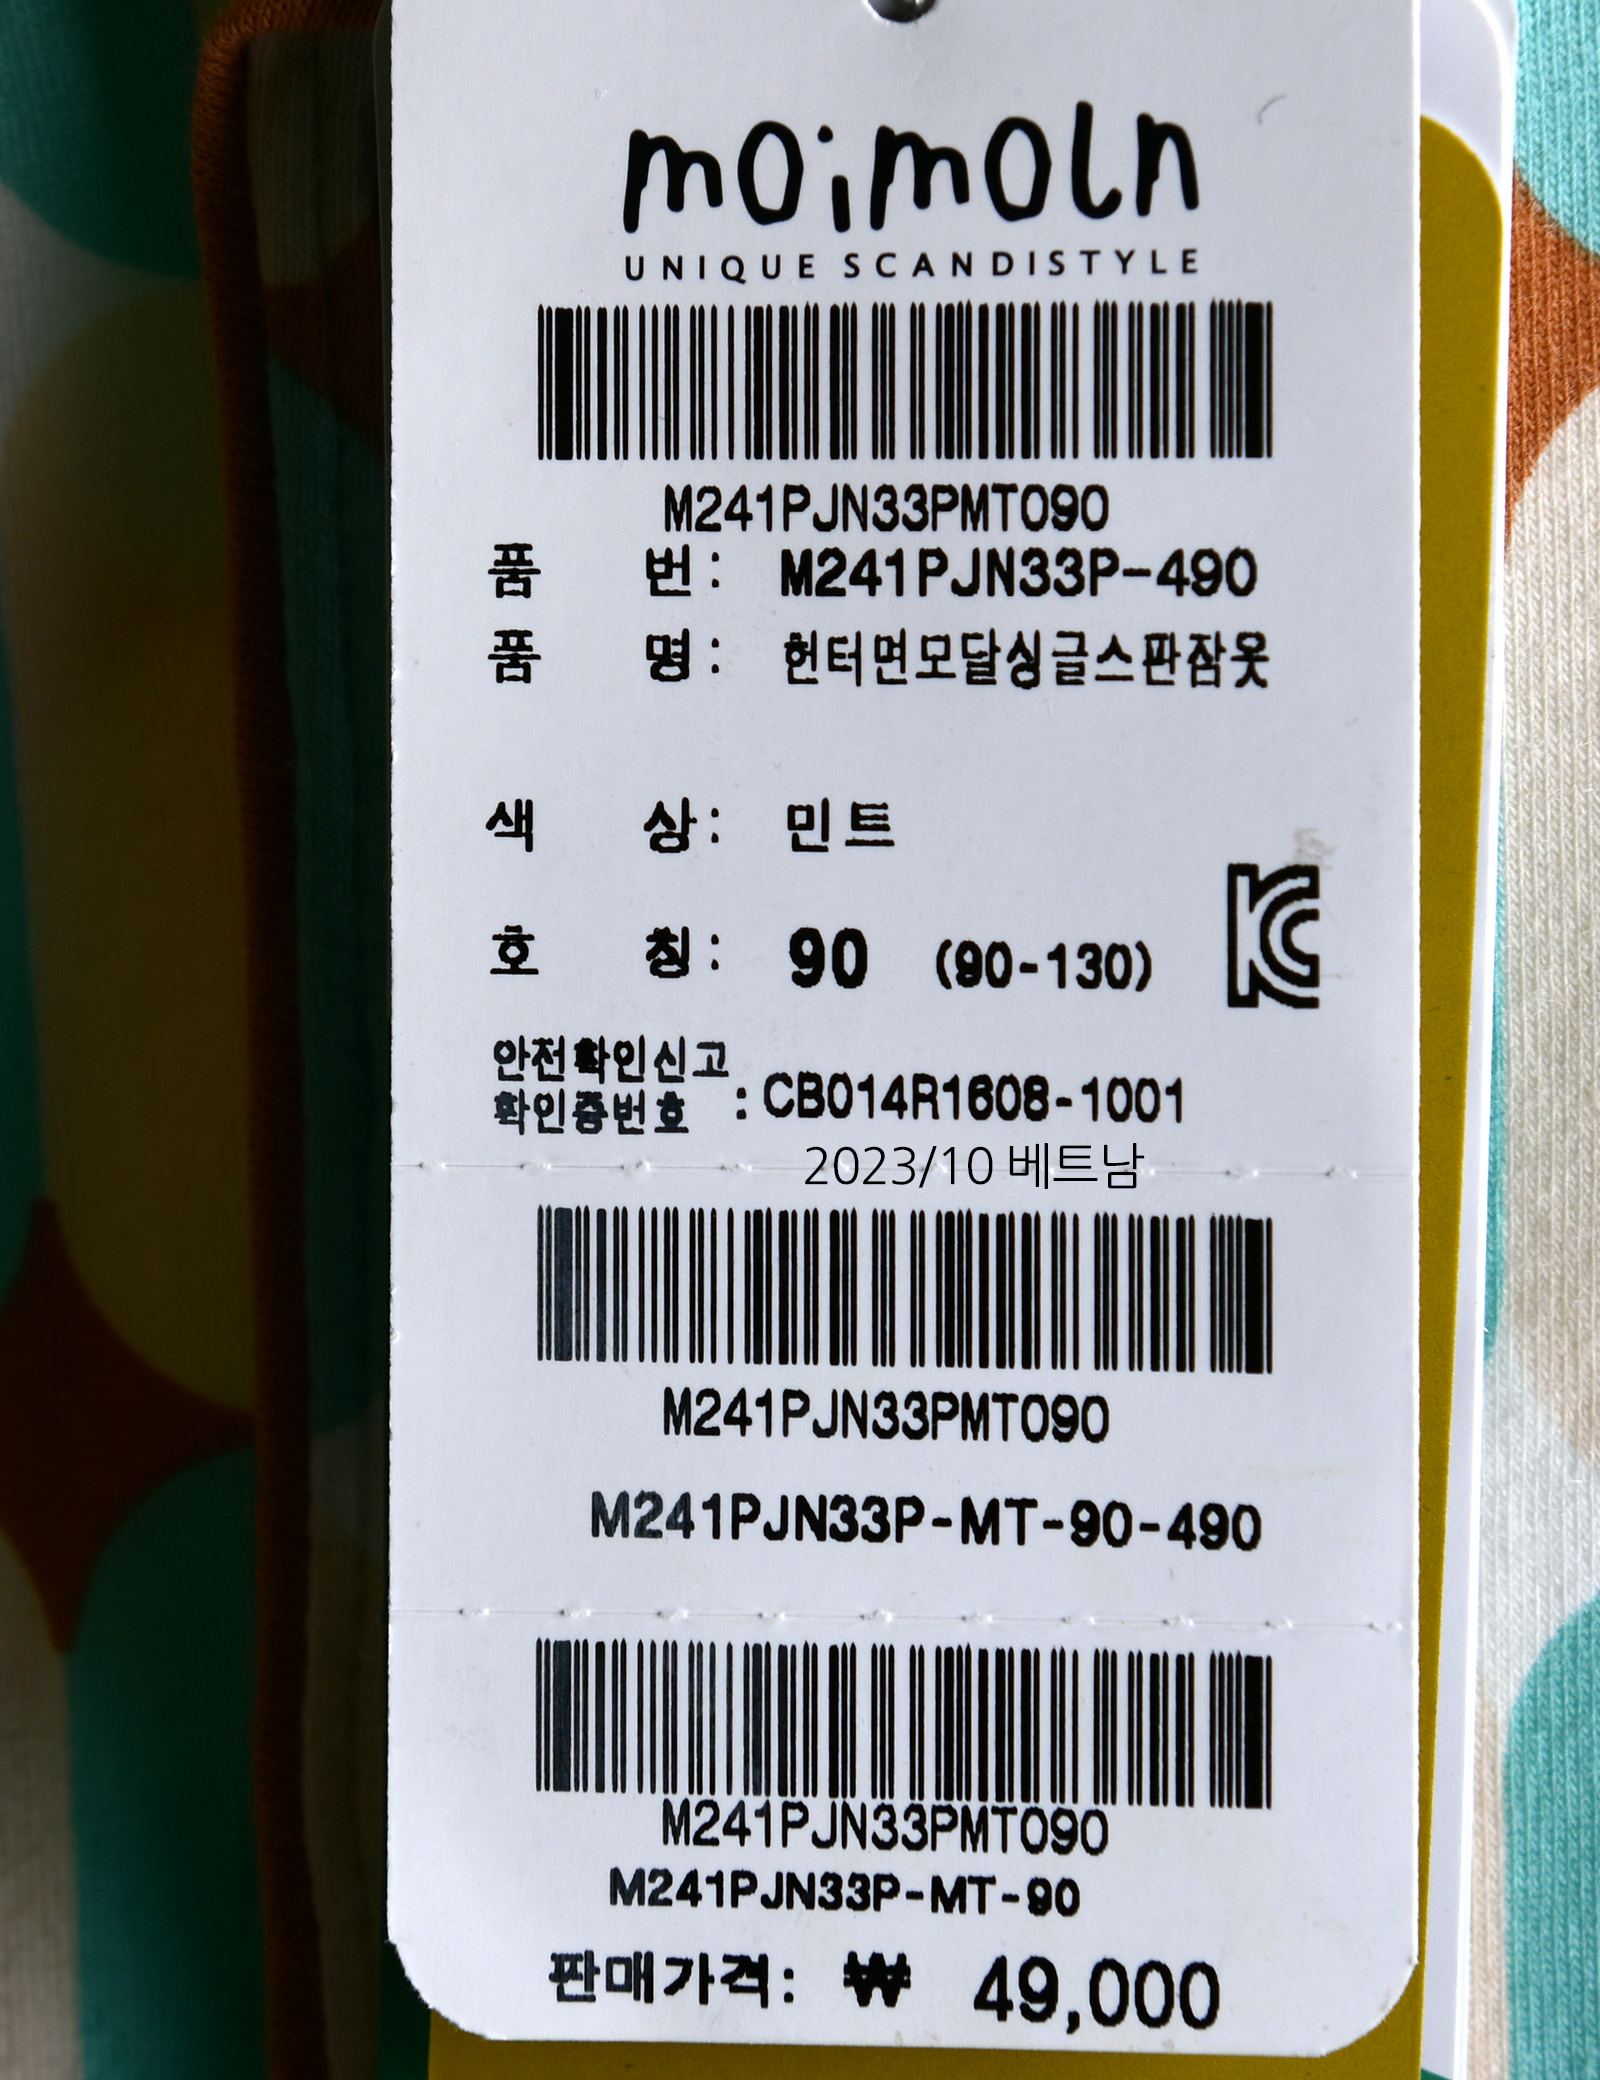 moimoln
UNIQUE SCANDISTYLE
M241PJN33PMT090
품 번: M241PJN33P-490
품 명: 헌터면모달싱글스판잠옷
색 상: 민트
호 칭: 90 (90-130)
KC
안전확인신고
확인증번호 : CB014R1608-1001
2023/10 베트남
M241PJN33PMT090
M241PJN33P-MT-90-490
M241PJN33PMT090
M241PJN33P-MT-90
판매가격: ₩ 49,000